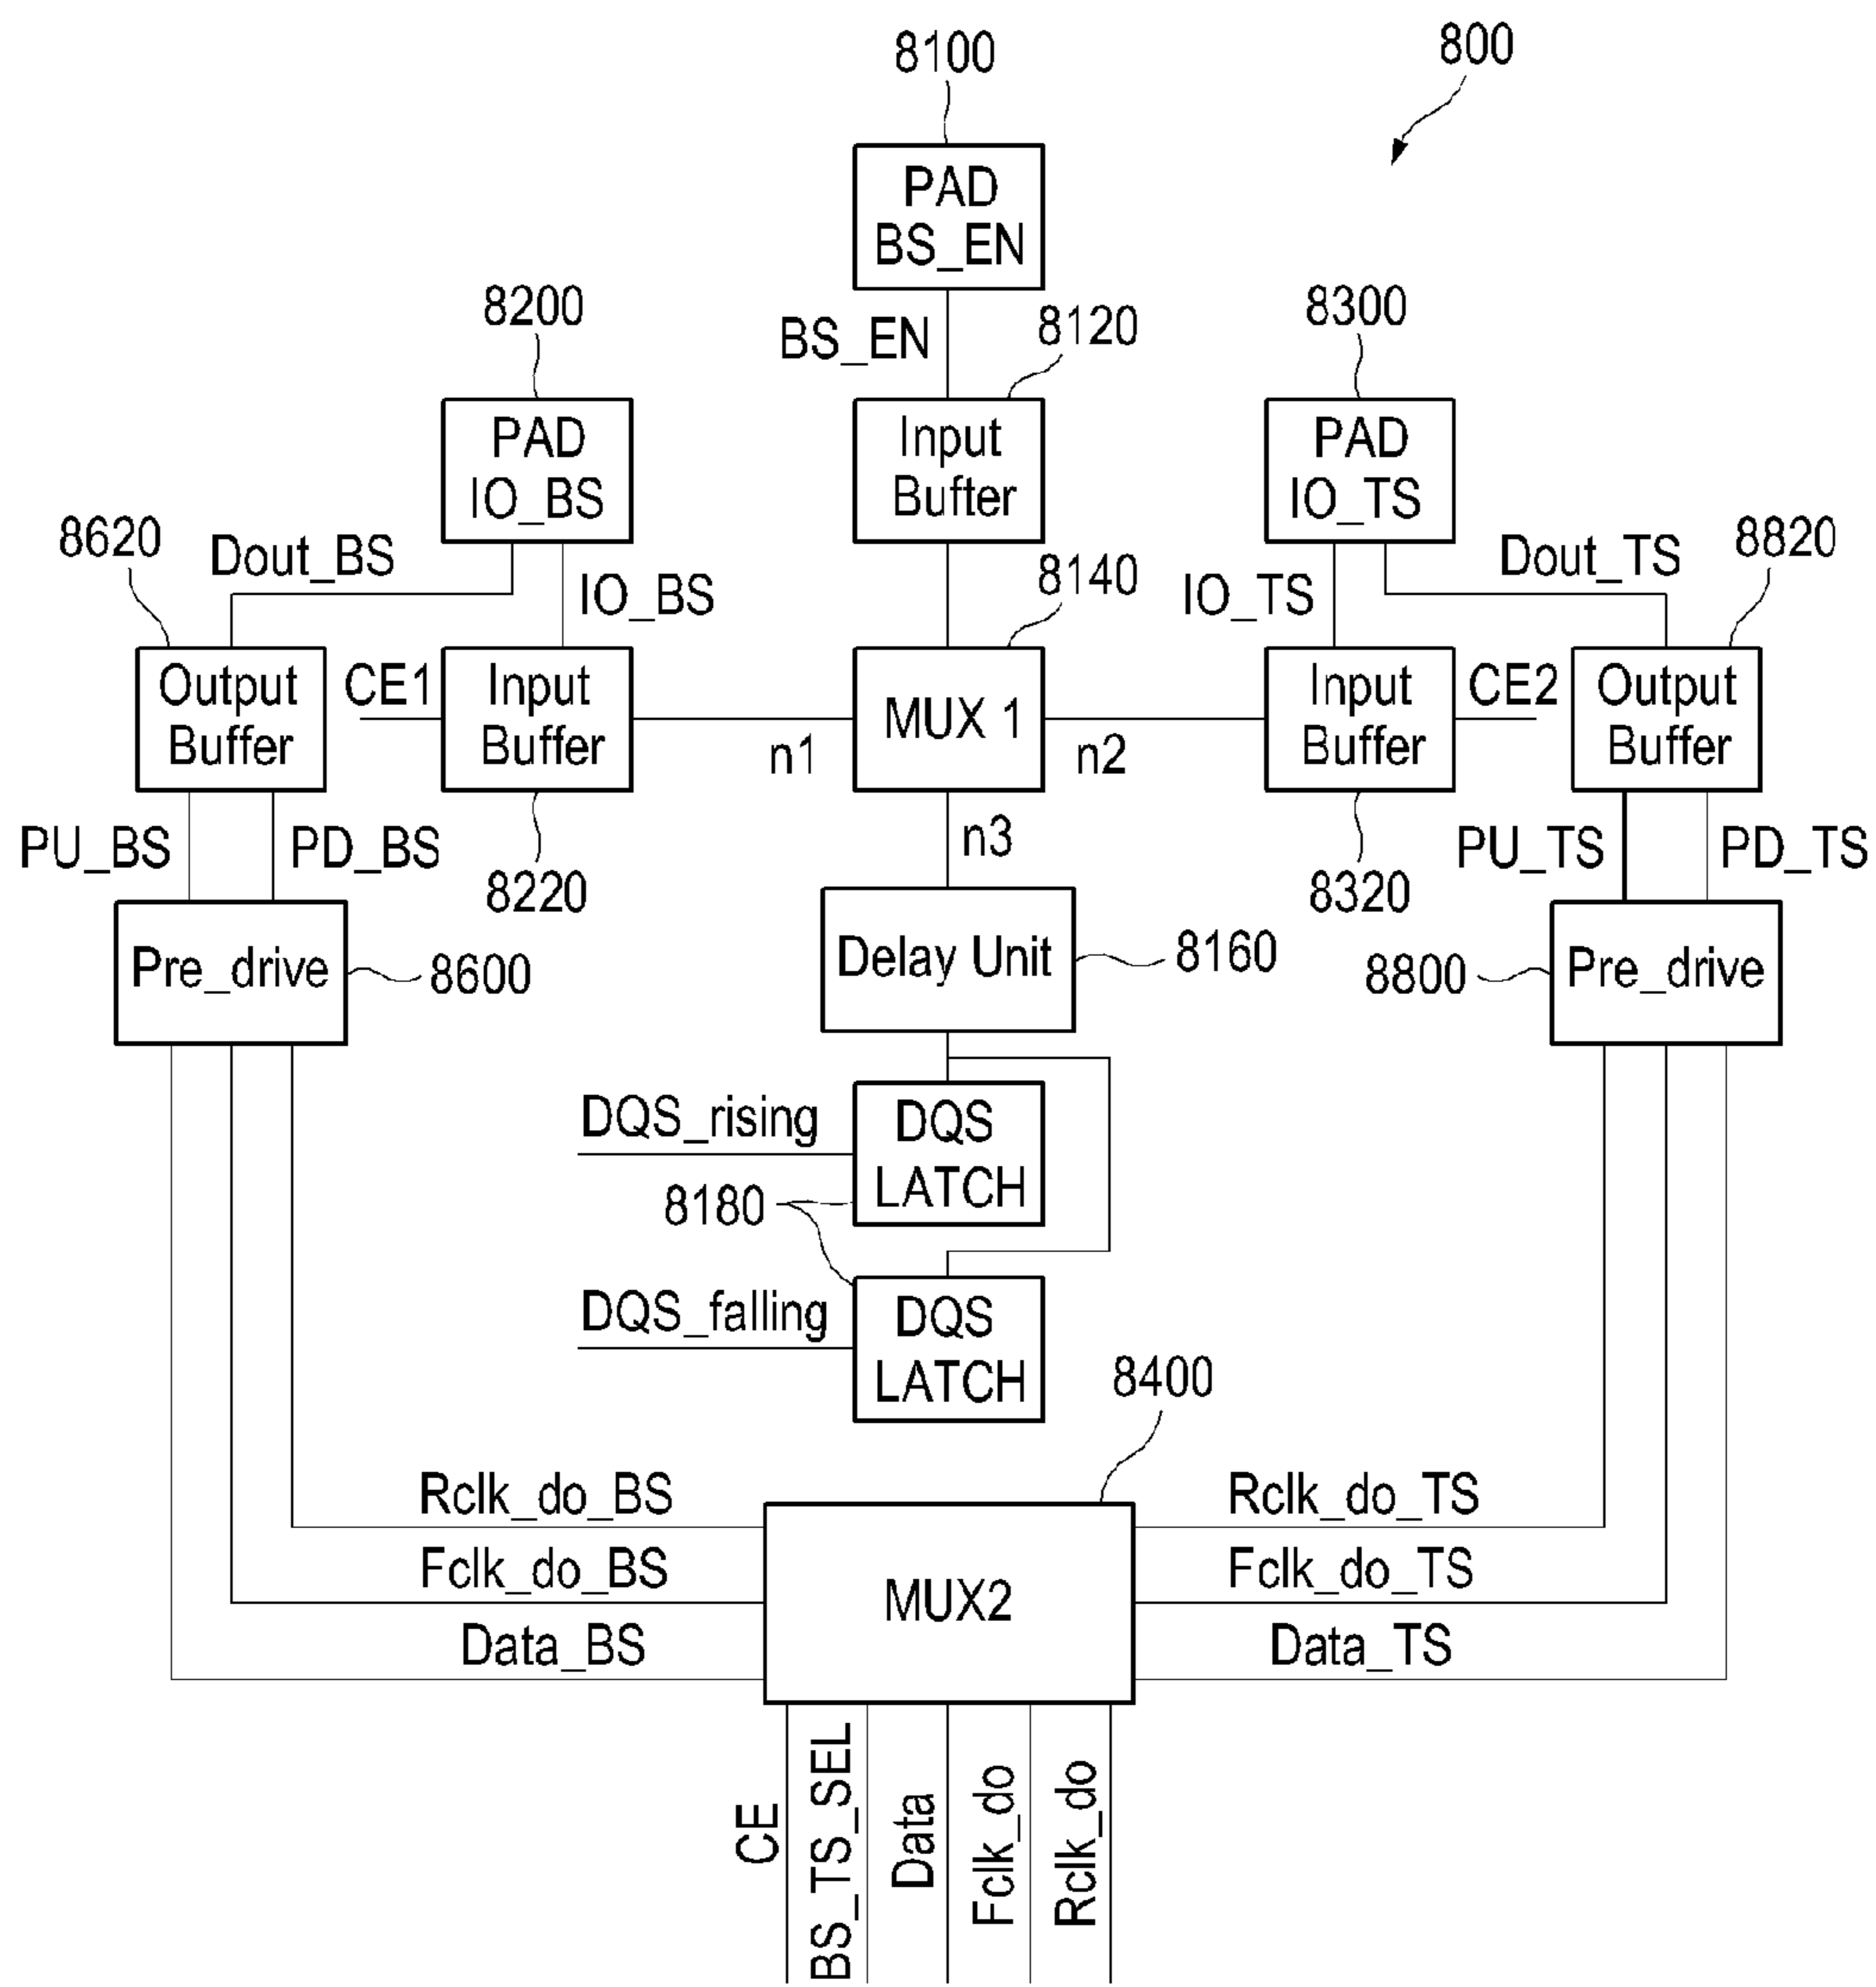 8100
800
PAD
BS_EN
8200
BS_EN
8120
8300
PAD
IO_BS
Input
Bufter
PAD
IO_TS
8620
Dout_BS
IO_BS
8140
IO_TS
Dout_TS
8820
Output
Buffer
CE1
Input
Buffer
n1
MUX 1
n2
Input
Buffer
CE2
Output
Buffer
PU_BS
PD_BS
8220
n3
8320
PU_TS
PD_TS
Pre_drive
8600
Delay Unit
8160
8800
Pre_drive
DQS_rising
DQS
LATCH
8180
DQS_falling
DQS
LATCH
8400
Rclk_do_BS
Rclk_do_TS
Fclk_do_BS
MUX2
Fclk_do_TS
Data_BS
Data_TS
CE
BS_TS_SEL
Data
Fclk_do
Rclk_do